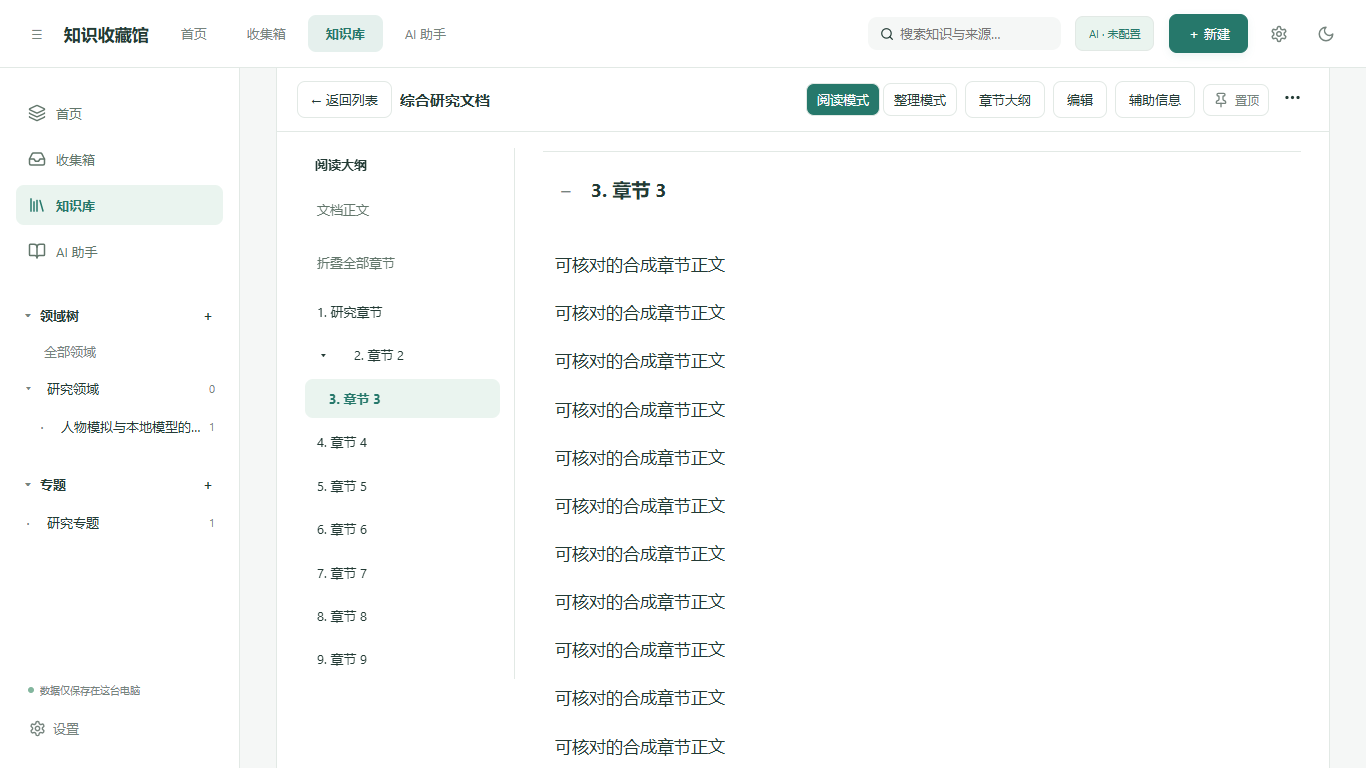 知识收藏馆
首页
收集箱
知识库
AI 助手
搜索知识与来源...
AI · 未配置
+ 新建
首页
收集箱
知识库
AI 助手
领域树 +
全部领域
研究领域 0
人物模拟与本地模型的... 1
专题 +
研究专题 1
数据仅保存在这台电脑
设置
← 返回列表
综合研究文档
阅读模式
整理模式
章节大纲
编辑
辅助信息
置顶
阅读大纲
文档正文
折叠全部章节
1. 研究章节
2. 章节 2
3. 章节 3
4. 章节 4
5. 章节 5
6. 章节 6
7. 章节 7
8. 章节 8
9. 章节 9
3. 章节 3
可核对的合成章节正文
可核对的合成章节正文
可核对的合成章节正文
可核对的合成章节正文
可核对的合成章节正文
可核对的合成章节正文
可核对的合成章节正文
可核对的合成章节正文
可核对的合成章节正文
可核对的合成章节正文
可核对的合成章节正文